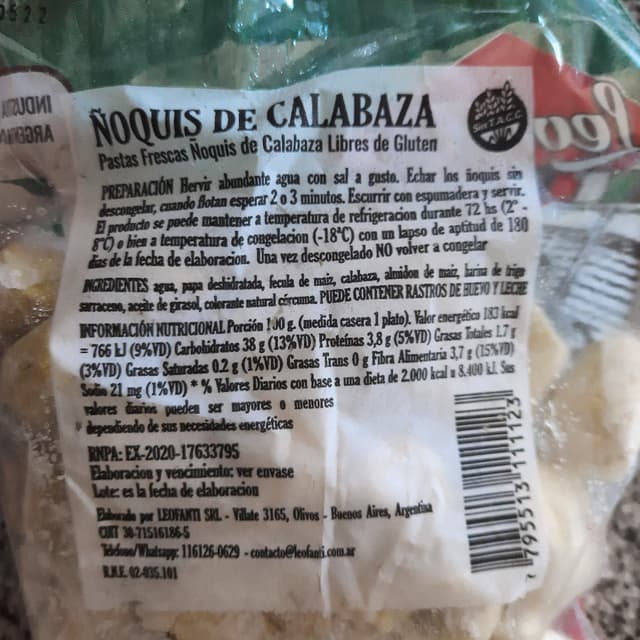 0522
INDUSTRIA
ARGENTINA
Leo
SIN T.A.C.C.
ÑOQUIS DE CALABAZA
Pastas Frescas Ñoquis de Calabaza Libres de Gluten
PREPARACIÓN Hervir abundante agua con sal a gusto. Echar los ñoquis sin
descongelar, cuando flotan esperar 2 o 3 minutos. Escurrir con espumadera y servir.
El producto se puede mantener a temperatura de refrigeracion durante 72 hs (2° -
8°C) o bien a temperatura de congelacion (-18°C) con un lapso de aptitud de 180
dias de la fecha de elaboracion. Una vez descongelado NO volver a congelar
INGREDIENTES agua, papa deshidratada, fecula de maiz, calabaza, almidon de maiz, harina de trigo
sarraceno, aceite de girasol, colorante natural cúrcuma. PUEDE CONTENER RASTROS DE HUEVO Y LECHE
INFORMACIÓN NUTRICIONAL Porción 100 g. (medida casera 1 plato). Valor energética 183 kcal
= 766 kJ (9%VD) Carbohidratos 38 g (13%VD) Proteínas 3,8 g (5%VD) Grasas Totales 1.7 g
(3%VD) Grasas Saturadas 0.2 g (1%VD) Grasas Trans 0 g Fibra Alimentaria 3,7 g (15%VD)
Sodio 21 mg (1%VD) * % Valores Diarios con base a una dieta de 2.000 kcal u 8.400 kJ. Sus
valores diarios pueden ser mayores o menores
dependiendo de sus necesidades energéticas
RNPA: EX-2020-17633795
Elaboracion y vencimiento: ver envase
Lote: es la fecha de elaboracion
Elaborado por LEOFANTI SRL - Villate 3165, Olivos - Buenos Aires, Argentina
CUIT 30-71516186-5
Telefono/Whatsapp: 116126-0629 - contacto@leofanti.com.ar
R.N.E. 02-035.101
7 795513 111123